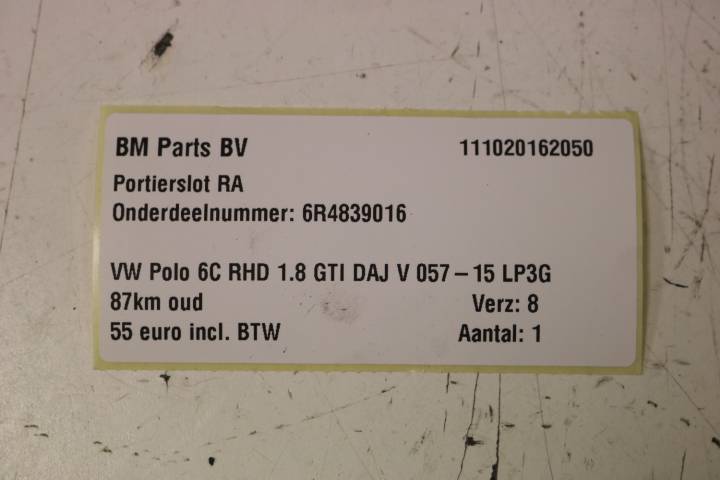 BM Parts BV 111020162050
Portierslot RA
Onderdeelnummer: 6R4839016
VW Polo 6C RHD 1.8 GTI DAJ V 057 – 15 LP3G
87km oud Verz: 8
55 euro incl. BTW Aantal: 1